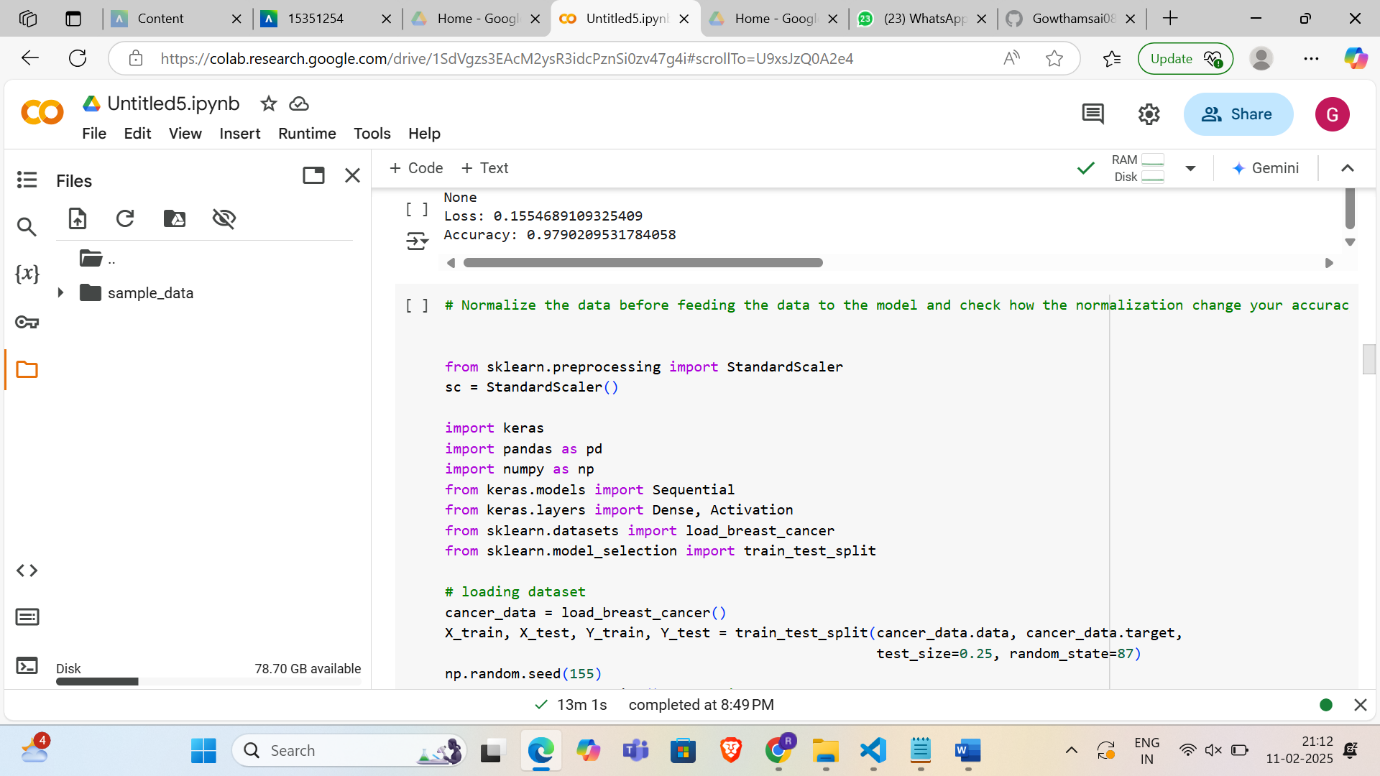 Content
15351254
Home - Google
Untitled5.ipynb
Home - Google
(23) WhatsApp
Gowthamsai08
https://colab.research.google.com/drive/1SdVgzs3EAcM2ysR3idcPznSi0zv47g4i#scrollTo=U9xsJzQ0A2e4
Update
Untitled5.ipynb
File Edit View Insert Runtime Tools Help
Share
G
Files
+ Code + Text
RAM
Disk
Gemini
..
sample_data
{x}
<>
Disk 78.70 GB available
[ ]
None
Loss: 0.1554689109325409
Accuracy: 0.9790209531784058
[ ]
# Normalize the data before feeding the data to the model and check how the normalization change your accurac
from sklearn.preprocessing import StandardScaler
sc = StandardScaler()
import keras
import pandas as pd
import numpy as np
from keras.models import Sequential
from keras.layers import Dense, Activation
from sklearn.datasets import load_breast_cancer
from sklearn.model_selection import train_test_split
# loading dataset
cancer_data = load_breast_cancer()
X_train, X_test, Y_train, Y_test = train_test_split(cancer_data.data, cancer_data.target,
test_size=0.25, random_state=87)
np.random.seed(155)
13m 1s completed at 8:49 PM
4
Search
R
ENG
IN
21:12
11-02-2025